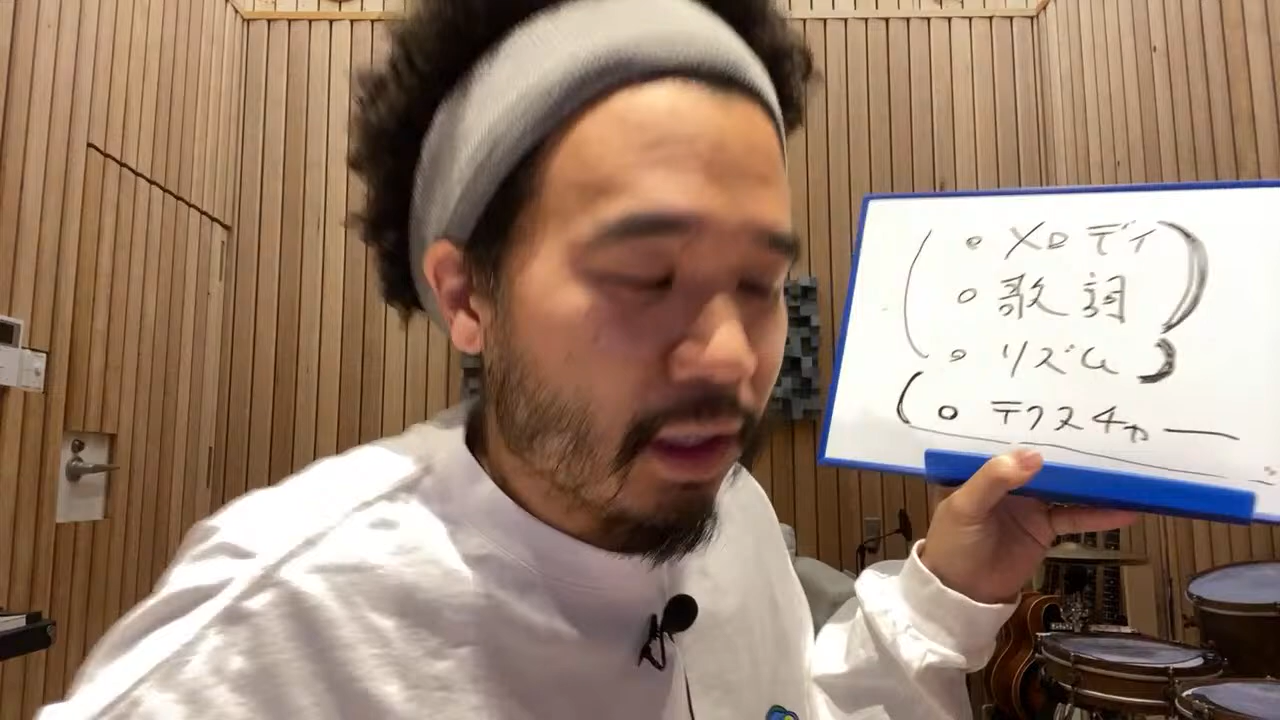 ( ○ メロディ )
○ 歌詞
○ リズム )
( ○ テクスチャー